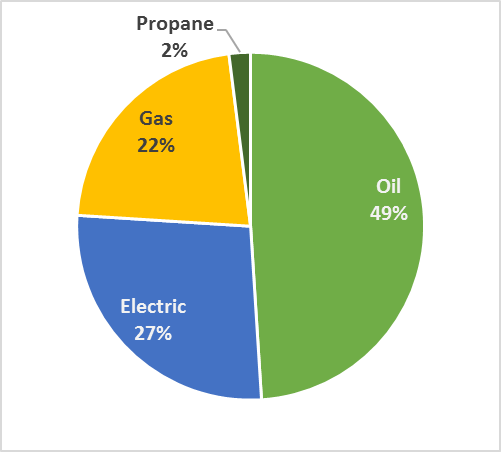 Propane
2%
Gas
22%
Oil
49%
Electric
27%